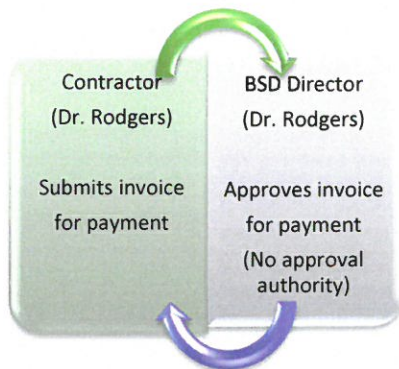 Contractor
(Dr. Rodgers)
Submits invoice
for payment
BSD Director
(Dr. Rodgers)
Approves invoice
for payment
(No approval
authority)